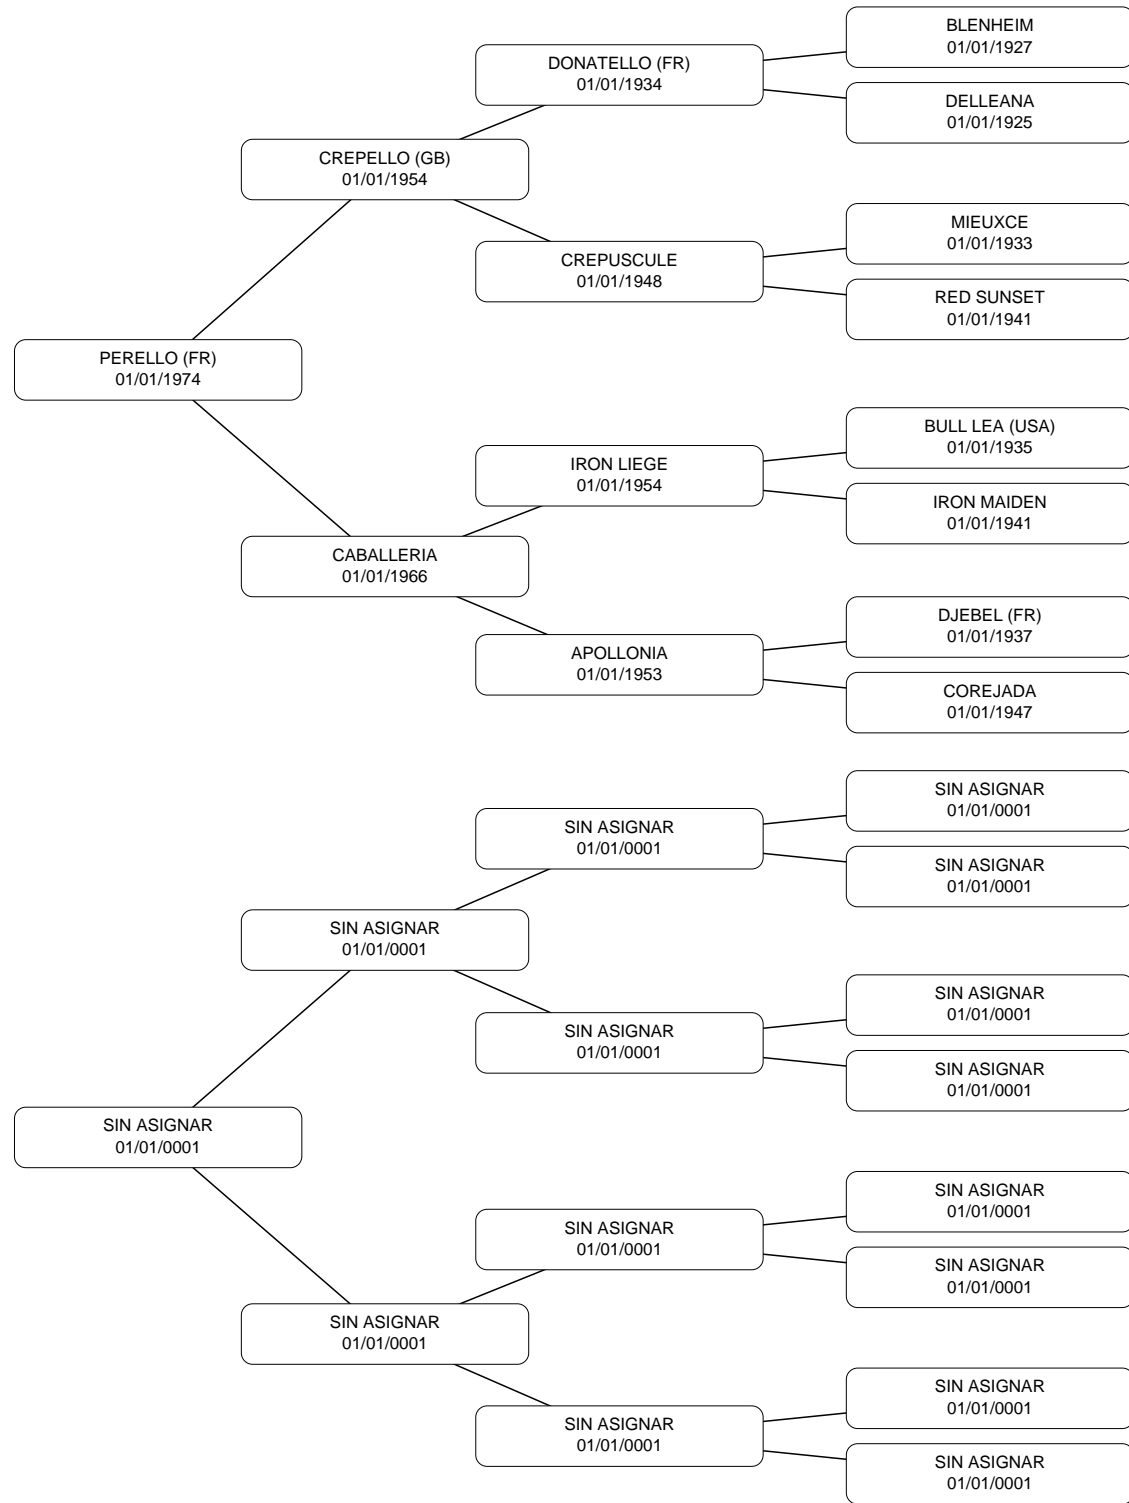 BLENHEIM
01/01/1927
DONATELLO (FR)
01/01/1934
DELLEANA
01/01/1925
CREPELLO (GB)
01/01/1954
MIEUXCE
01/01/1933
CREPUSCULE
01/01/1948
RED SUNSET
01/01/1941
PERELLO (FR)
01/01/1974
BULL LEA (USA)
01/01/1935
IRON LIEGE
01/01/1954
IRON MAIDEN
01/01/1941
CABALLERIA
01/01/1966
DJEBEL (FR)
01/01/1937
APOLLONIA
01/01/1953
COREJADA
01/01/1947
SIN ASIGNAR
01/01/0001
SIN ASIGNAR
01/01/0001
SIN ASIGNAR
01/01/0001
SIN ASIGNAR
01/01/0001
SIN ASIGNAR
01/01/0001
SIN ASIGNAR
01/01/0001
SIN ASIGNAR
01/01/0001
SIN ASIGNAR
01/01/0001
SIN ASIGNAR
01/01/0001
SIN ASIGNAR
01/01/0001
SIN ASIGNAR
01/01/0001
SIN ASIGNAR
01/01/0001
SIN ASIGNAR
01/01/0001
SIN ASIGNAR
01/01/0001
SIN ASIGNAR
01/01/0001